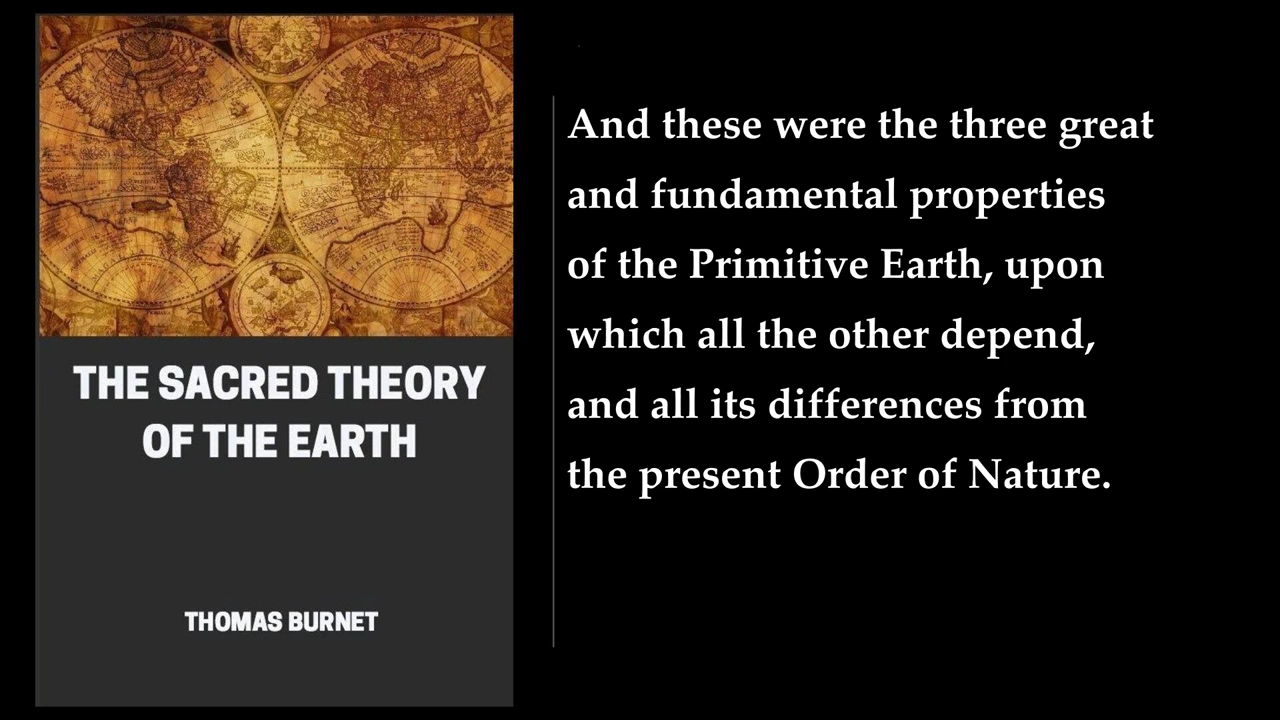 THE SACRED THEORY
OF THE EARTH
THOMAS BURNET
And these were the three great
and fundamental properties
of the Primitive Earth, upon
which all the other depend,
and all its differences from
the present Order of Nature.